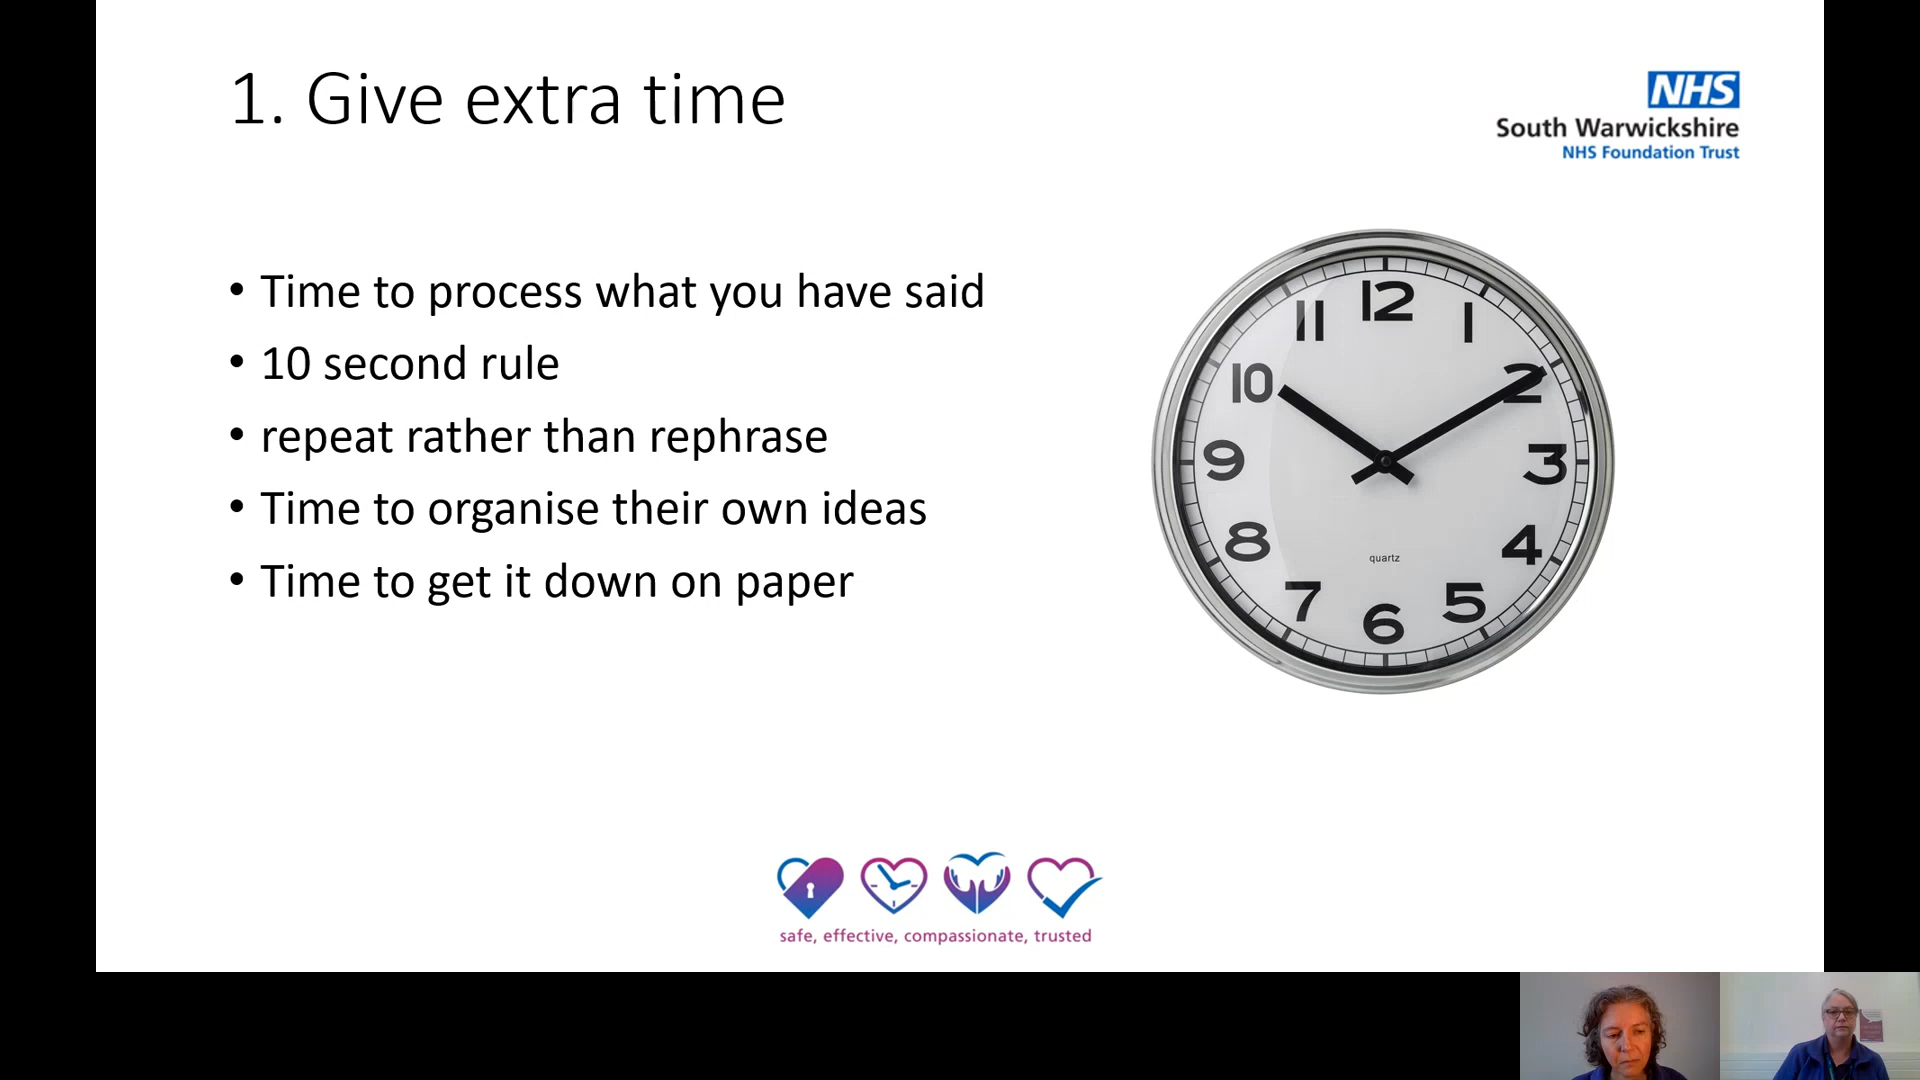 1. Give extra time
NHS
South Warwickshire
NHS Foundation Trust
• Time to process what you have said
• 10 second rule
• repeat rather than rephrase
• Time to organise their own ideas
• Time to get it down on paper
12
1
2
3
4
5
6
7
8
9
10
11
quartz
safe, effective, compassionate, trusted